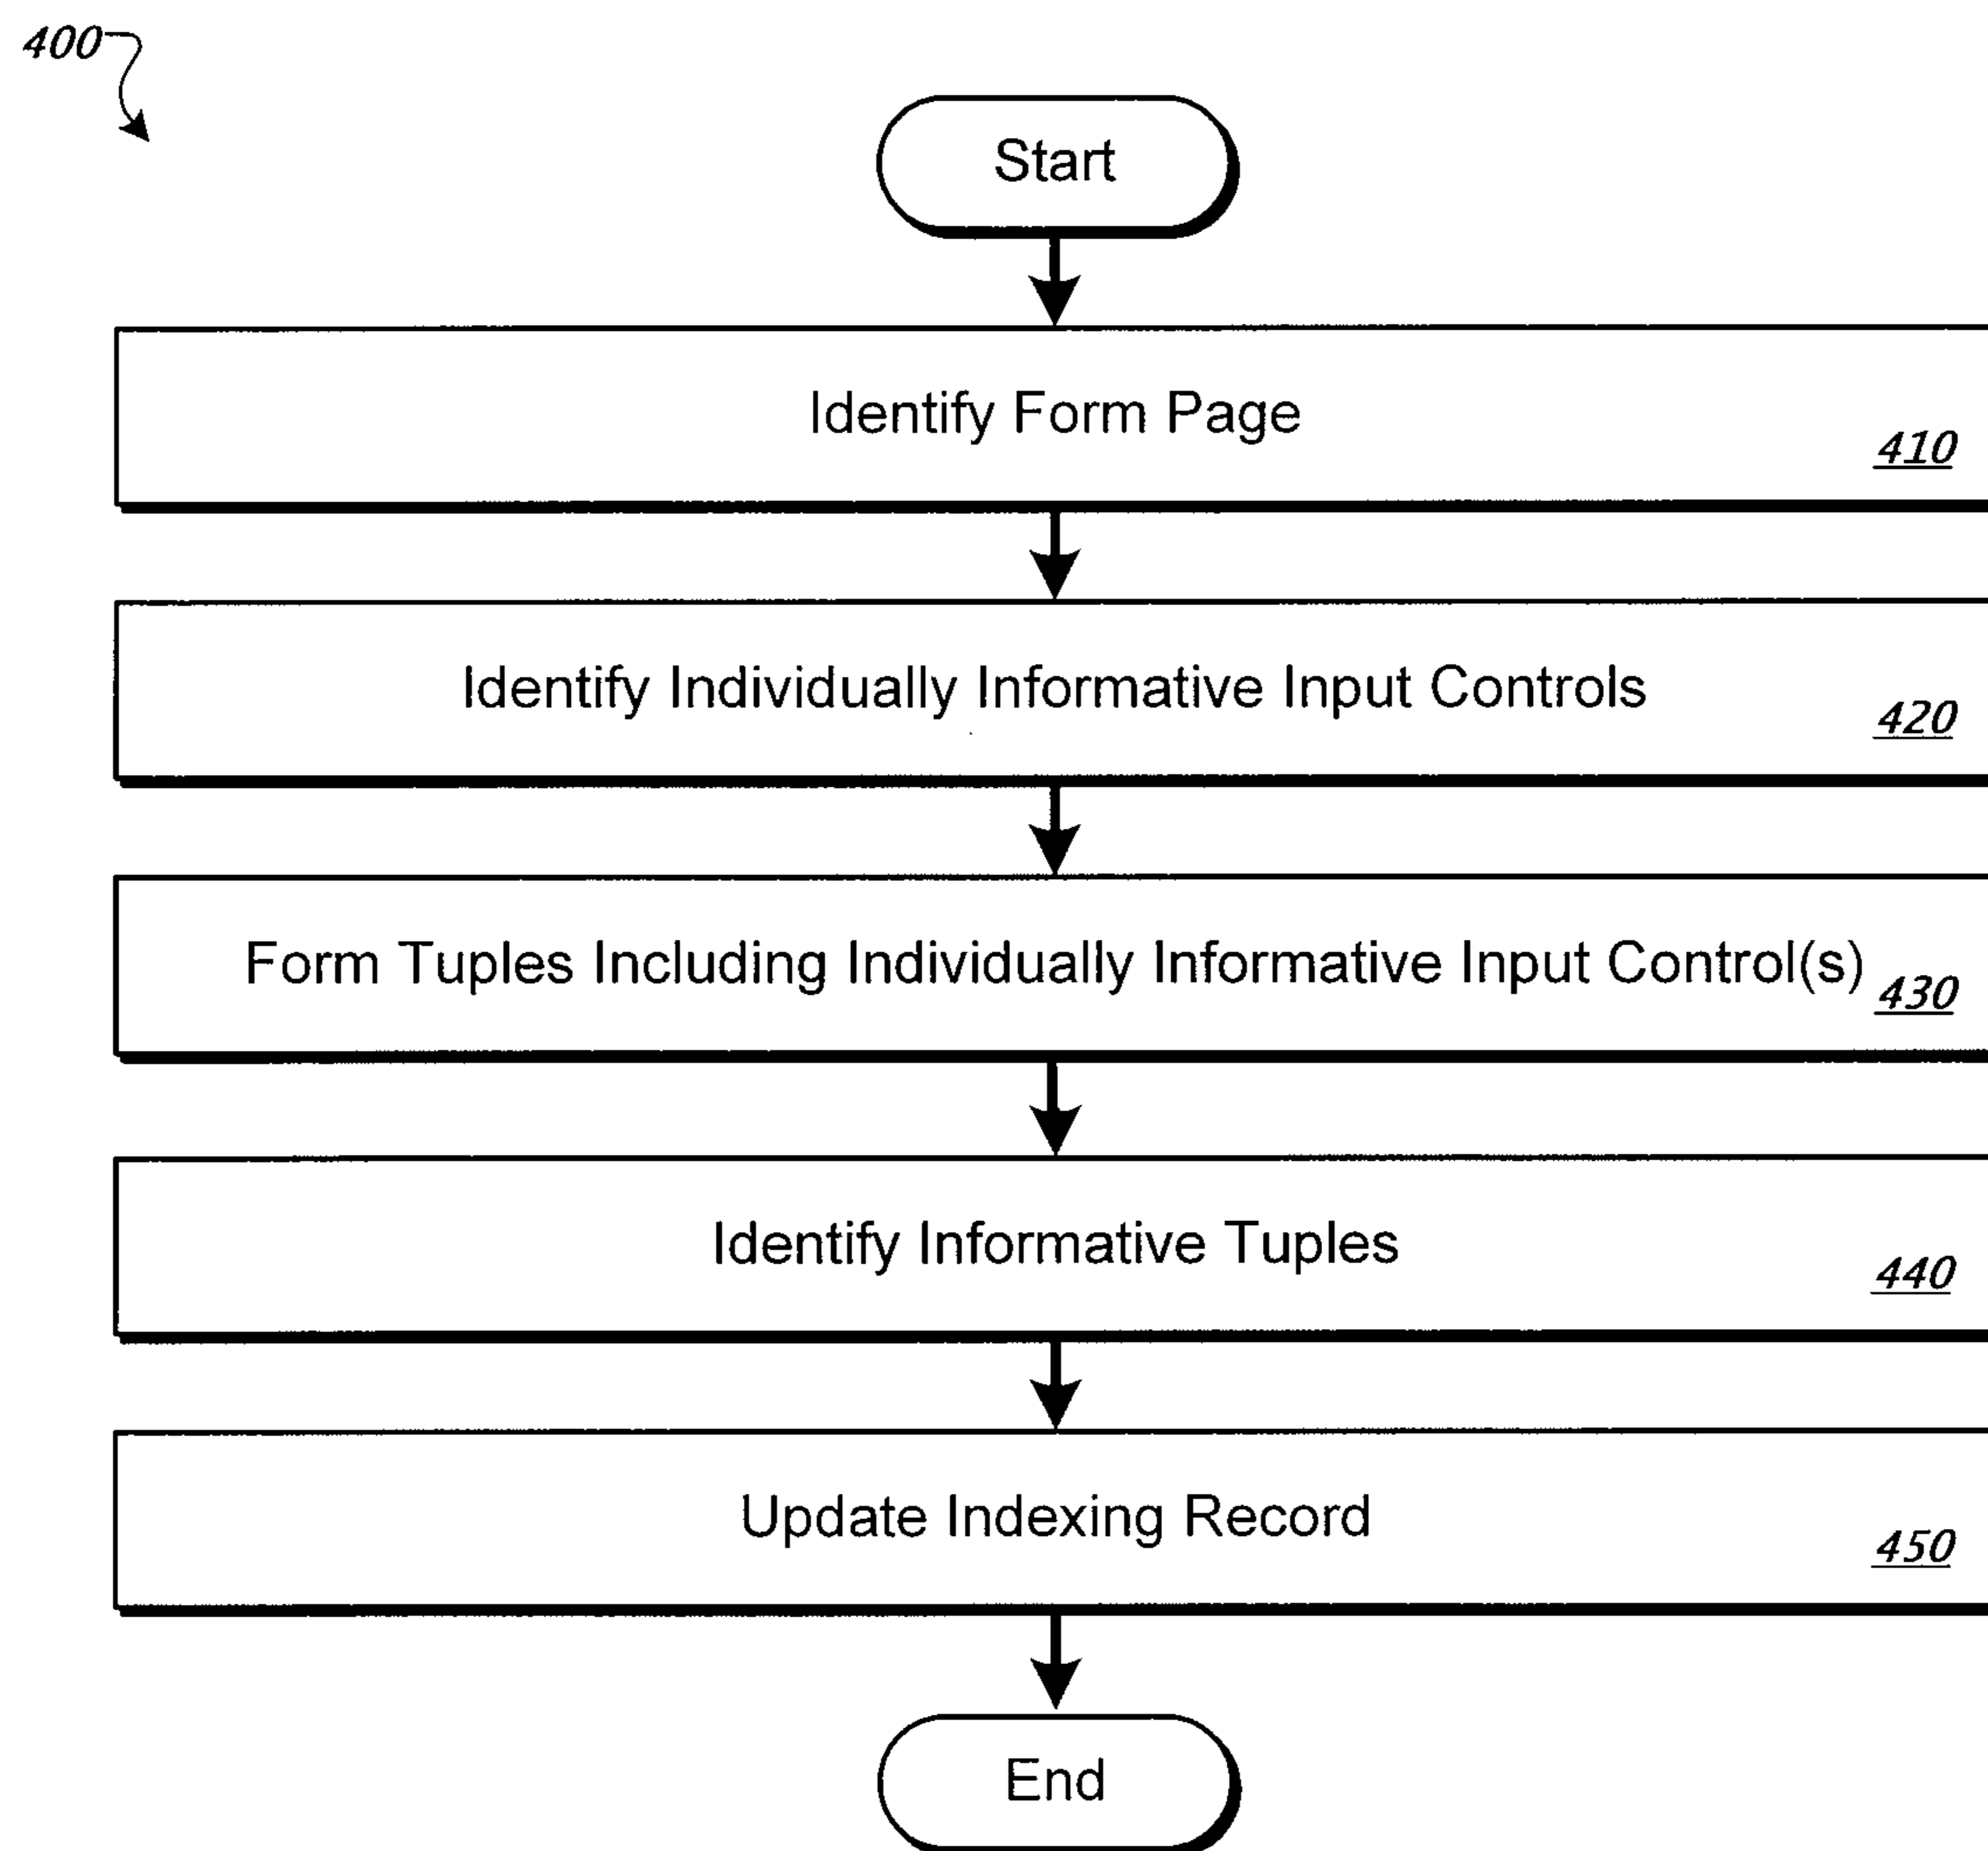 400
Start
Identify Form Page
410
Identify Individually Informative Input Controls
420
Form Tuples Including Individually Informative Input Control(s)
430
Identify Informative Tuples
440
Update Indexing Record
450
End